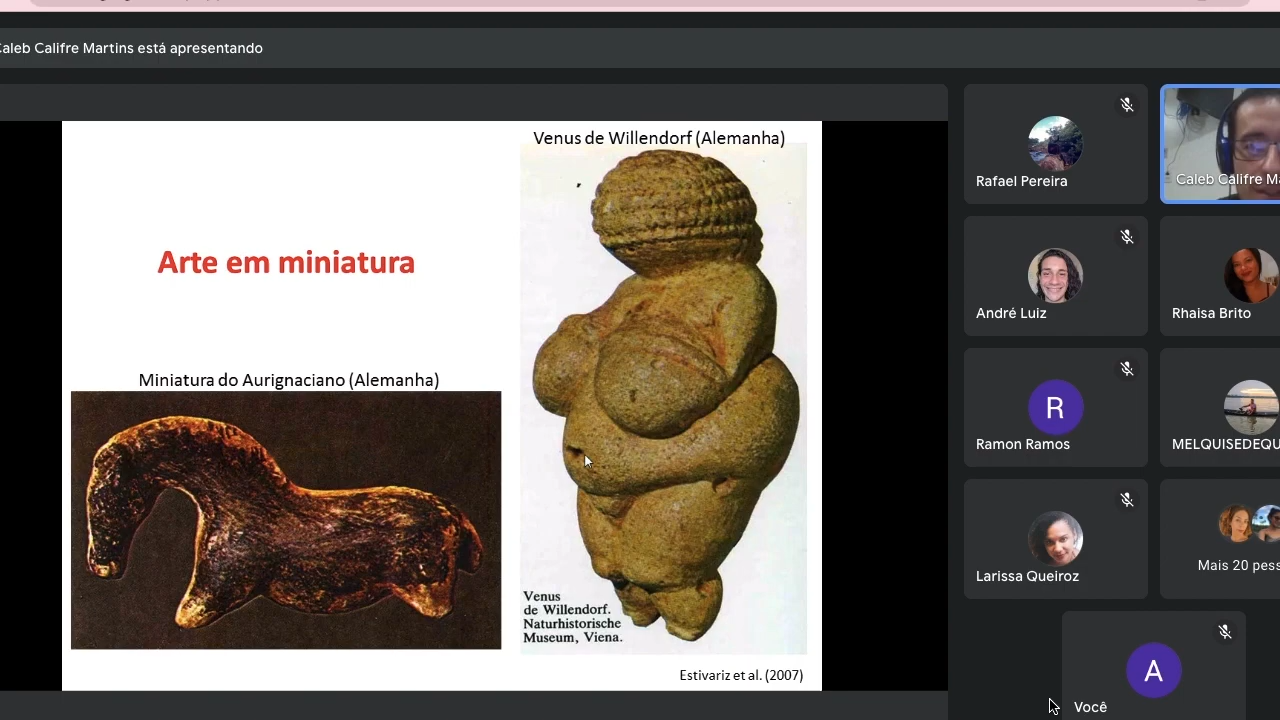 Caleb Califre Martins está apresentando
Venus de Willendorf (Alemanha)
Arte em miniatura
Miniatura do Aurignaciano (Alemanha)
Venus
de Willendorf.
Naturhistorische
Museum, Viena.
Estivariz et al. (2007)
Rafael Pereira
Caleb Califre Ma
André Luiz
Rhaisa Brito
R
Ramon Ramos
MELQUISEDEQU
Larissa Queiroz
Mais 20 pess
A
Você